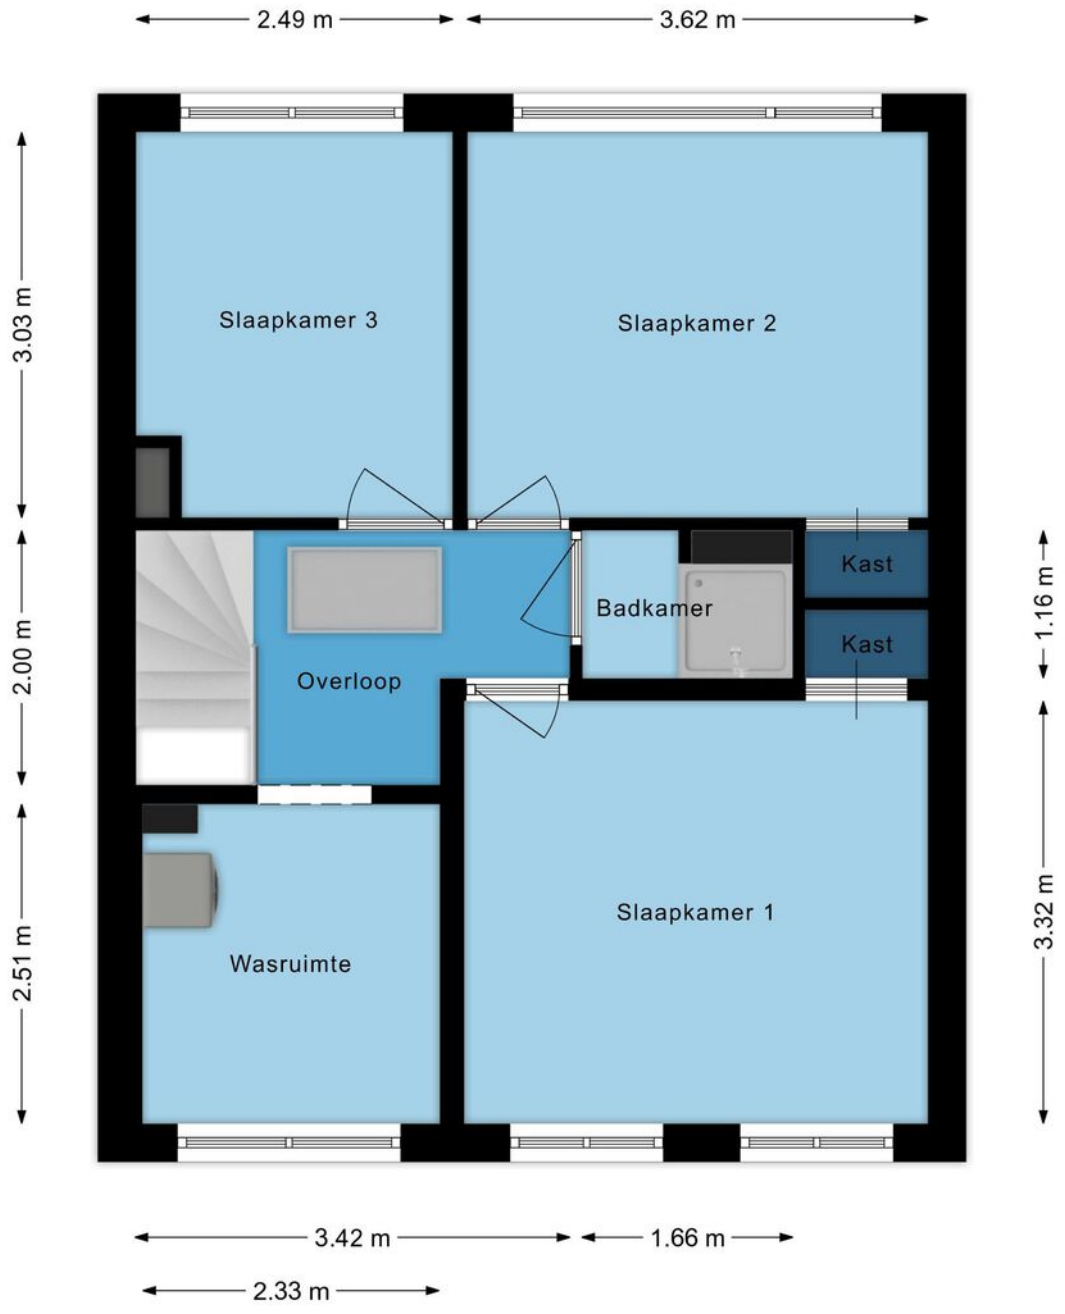 2.49 m
3.62 m
3.03 m
Slaapkamer 3
Slaapkamer 2
Kast
1.16 m
Badkamer
Kast
2.00 m
Overloop
Slaapkamer 1
3.32 m
2.51 m
Wasruimte
3.42 m
1.66 m
2.33 m